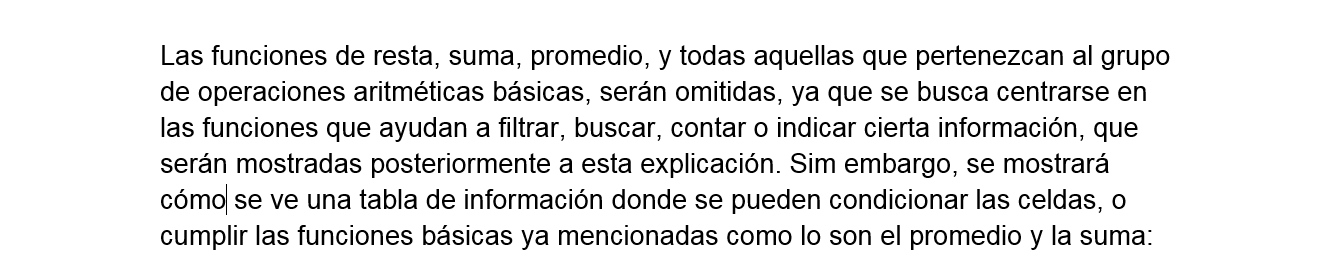 Las funciones de resta, suma, promedio, y todas aquellas que pertenezcan al grupo
de operaciones aritméticas básicas, serán omitidas, ya que se busca centrarse en
las funciones que ayudan a filtrar, buscar, contar o indicar cierta información, que
serán mostradas posteriormente a esta explicación. Sim embargo, se mostrará
cómo se ve una tabla de información donde se pueden condicionar las celdas, o
cumplir las funciones básicas ya mencionadas como lo son el promedio y la suma: